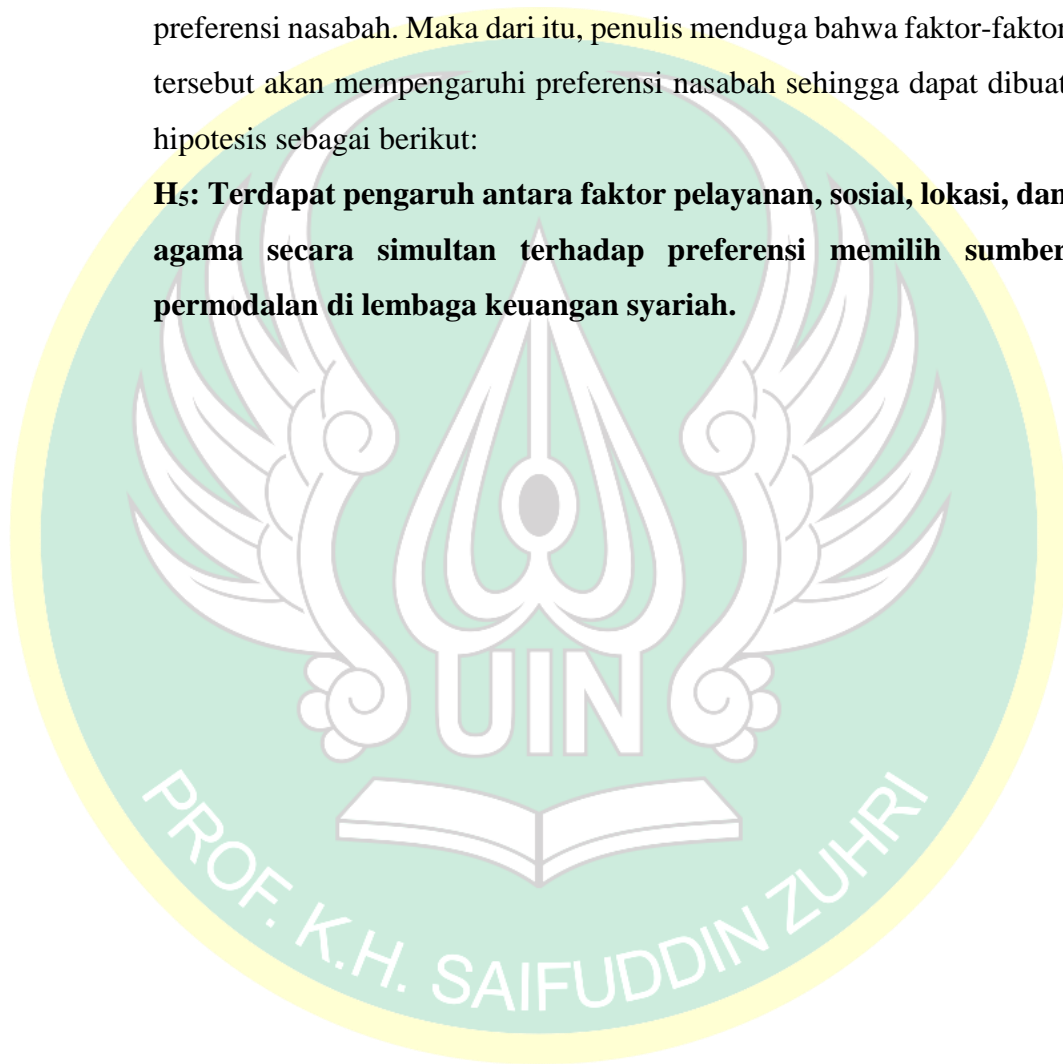 preferensi nasabah. Maka dari itu, penulis menduga bahwa faktor-faktor
tersebut akan mempengaruhi preferensi nasabah sehingga dapat dibuat
hipotesis sebagai berikut:
H5: Terdapat pengaruh antara faktor pelayanan, sosial, lokasi, dan
agama secara simultan terhadap preferensi memilih sumber
permodalan di lembaga keuangan syariah.
UIN
PROF. K.H. SAIFUDDIN ZUHRI